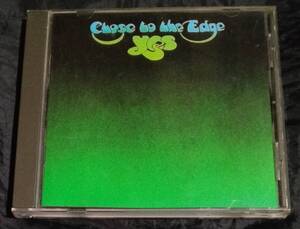 Close to the Edge
yes